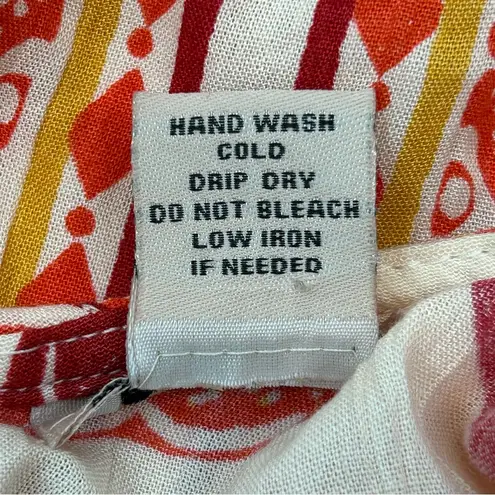 HAND WASH
COLD
DRIP DRY
DO NOT BLEACH
LOW IRON
IF NEEDED